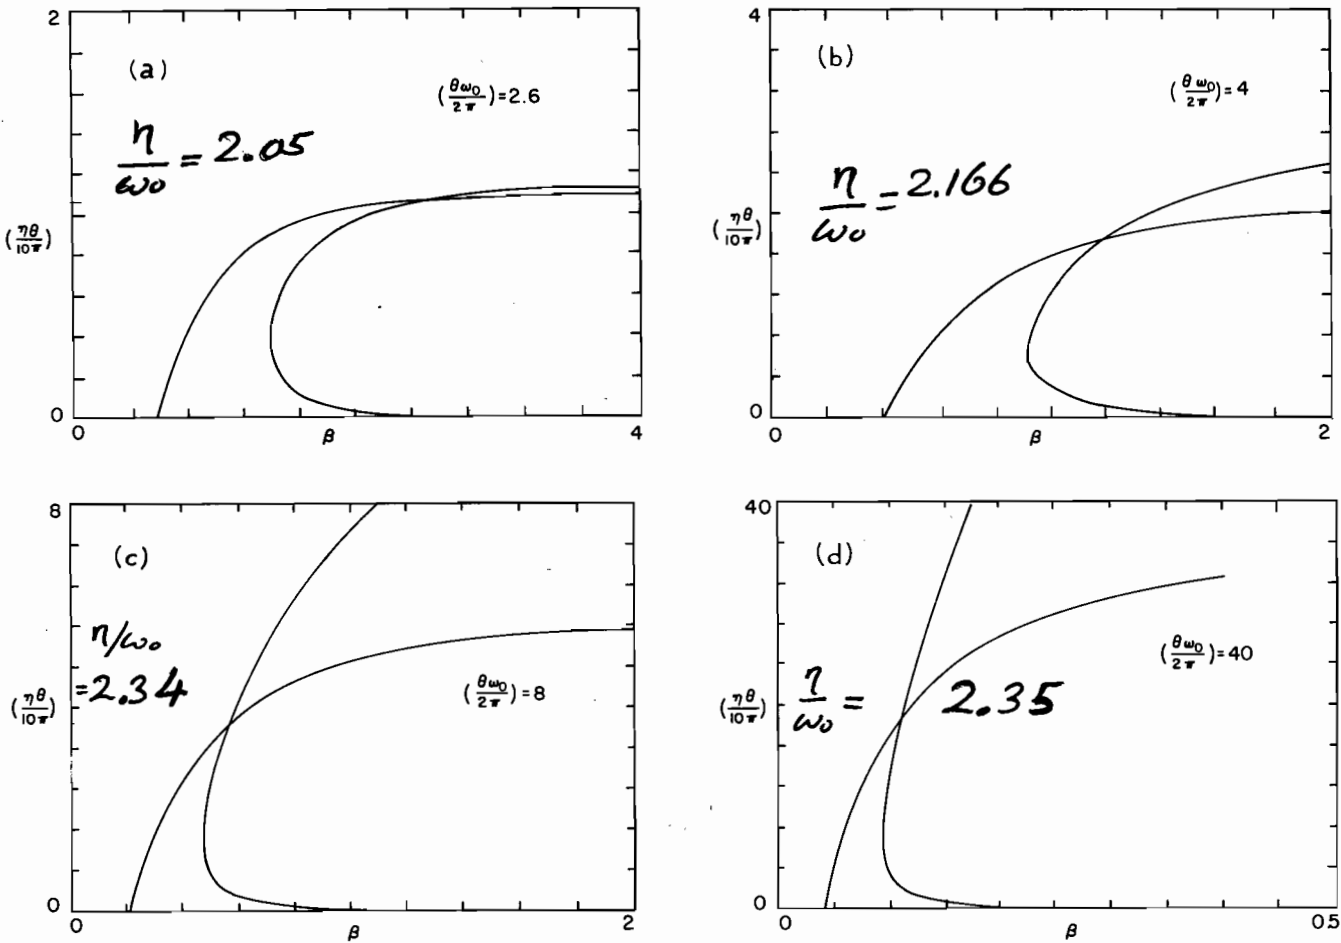 2
(a)
(θω₀/2π)=2.6
η/ω₀ = 2.05
(ηθ/10π)
0
0 β 4
4
(b)
(θω₀/2π)=4
η/ω₀ = 2.166
(ηθ/10π)
0
0 β 2
8
(c)
η/ω₀
=2.34
(θω₀/2π)=8
(ηθ/10π)
0
0 β 2
40
(d)
(θω₀/2π)=40
η/ω₀ = 2.35
(ηθ/10π)
0
0 β 0.5